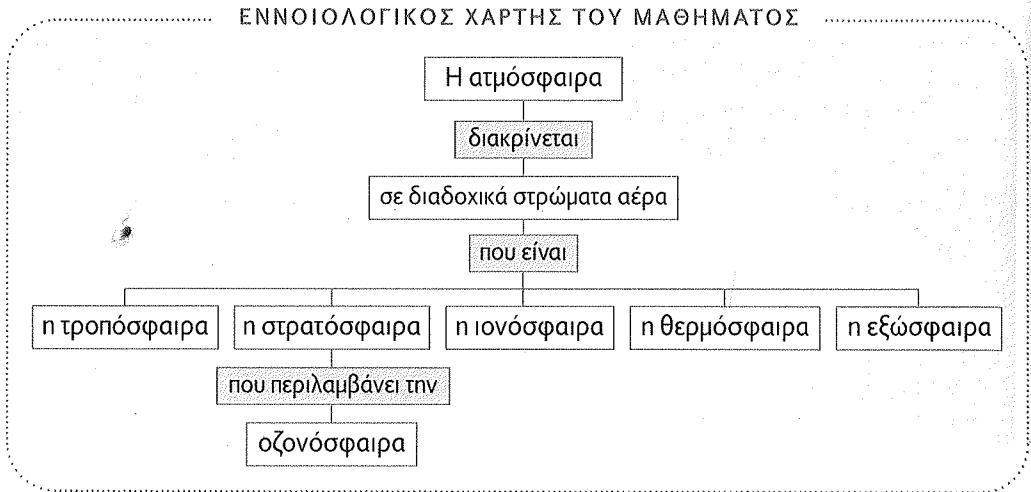 ΕΝΝΟΙΟΛΟΓΙΚΟΣ ΧΑΡΤΗΣ ΤΟΥ ΜΑΘΗΜΑΤΟΣ
Η ατμόσφαιρα
διακρίνεται
σε διαδοχικά στρώματα αέρα
που είναι
η τροπόσφαιρα
η στρατόσφαιρα
η ιονόσφαιρα
η θερμόσφαιρα
η εξώσφαιρα
που περιλαμβάνει την
οζονόσφαιρα